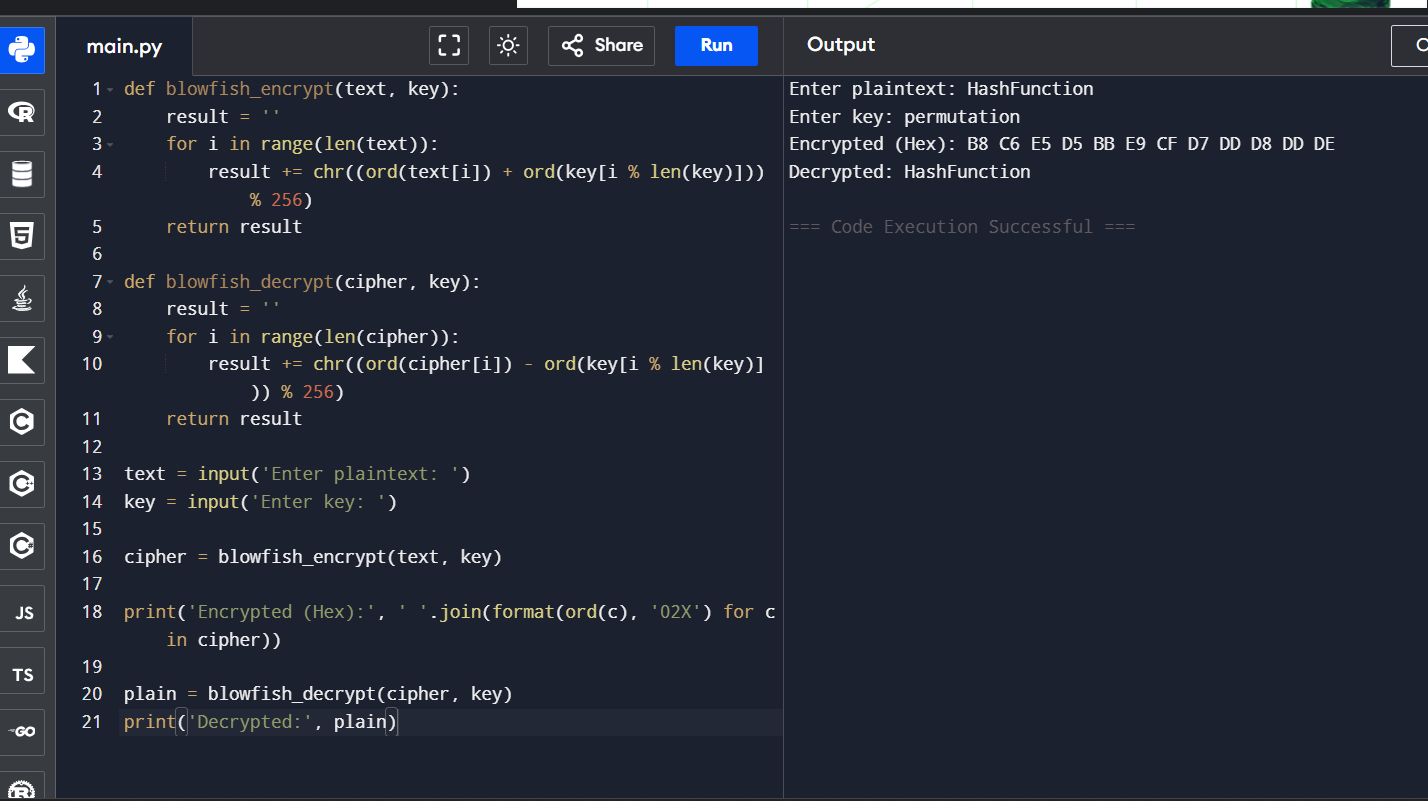 main.py
Share
Run
Output
1 def blowfish_encrypt(text, key):
2 result = ''
3 for i in range(len(text)):
4 result += chr((ord(text[i]) + ord(key[i % len(key)]))
% 256)
5 return result
6
7 def blowfish_decrypt(cipher, key):
8 result = ''
9 for i in range(len(cipher)):
10 result += chr((ord(cipher[i]) - ord(key[i % len(key)]
)) % 256)
11 return result
12
13 text = input('Enter plaintext: ')
14 key = input('Enter key: ')
15
16 cipher = blowfish_encrypt(text, key)
17
18 print('Encrypted (Hex):', ' '.join(format(ord(c), '02X') for c
in cipher))
19
20 plain = blowfish_decrypt(cipher, key)
21 print('Decrypted:', plain)
Enter plaintext: HashFunction
Enter key: permutation
Encrypted (Hex): B8 C6 E5 D5 BB E9 CF D7 DD D8 DD DE
Decrypted: HashFunction
=== Code Execution Successful ===
R
5
C
C++
C#
JS
TS
GO
R